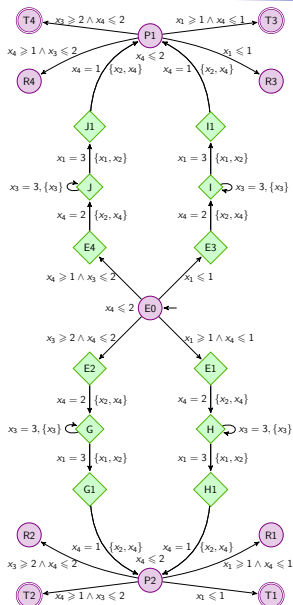 T4 x₃ ⩾ 2 ∧ x₄ ⩽ 2 P1 x₁ ⩾ 1 ∧ x₄ ⩽ 1 T3
x₄ ⩾ 1 ∧ x₃ ⩽ 2 x₄ ⩽ 2 x₁ ⩽ 1
R4 x₄ = 1 {x₂, x₄} x₄ = 1 {x₂, x₄} R3
J1 I1
x₁ = 3 {x₁, x₂} x₁ = 3 {x₁, x₂}
x₃ = 3, {x₃} J I x₃ = 3, {x₃}
x₄ = 2 {x₂, x₄} x₄ = 2 {x₂, x₄}
E4 E3
x₄ ⩾ 1 ∧ x₃ ⩽ 2 x₁ ⩽ 1
x₄ ⩽ 2 E0
x₃ ⩾ 2 ∧ x₄ ⩽ 2 x₁ ⩾ 1 ∧ x₄ ⩽ 1
E2 E1
x₄ = 2 {x₂, x₄} x₄ = 2 {x₂, x₄}
x₃ = 3, {x₃} G H x₃ = 3, {x₃}
x₁ = 3 {x₁, x₂} x₁ = 3 {x₁, x₂}
G1 H1
R2 x₄ = 1 {x₂, x₄} x₄ = 1 {x₂, x₄} R1
x₃ ⩾ 2 ∧ x₄ ⩽ 2 x₄ ⩽ 2 x₁ ⩾ 1 ∧ x₄ ⩽ 1
T2 x₄ ⩾ 1 ∧ x₃ ⩽ 2 P2 x₁ ⩽ 1 T1